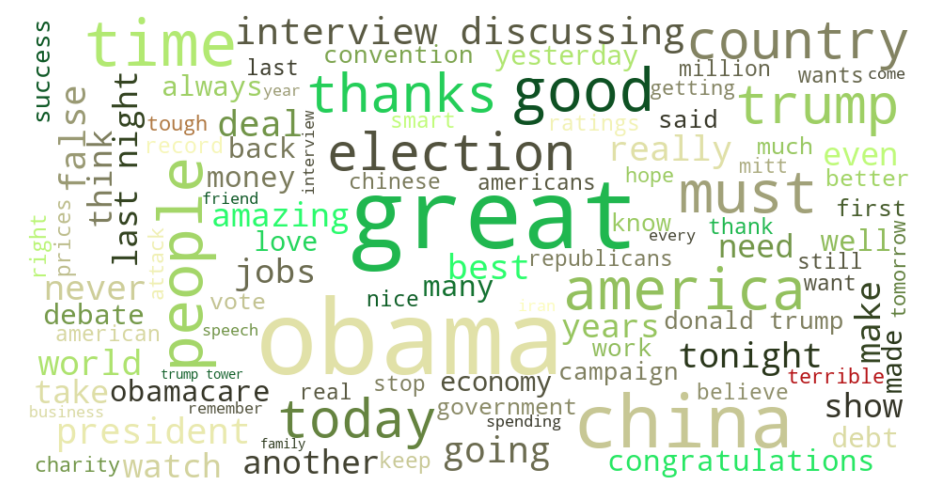 success
time
interview discussing
country
convention
yesterday
last
million
wants
come
always
year
thanks
good
getting
trump
false
think
last night
tough
deal
interview
smart
ratings
said
record
back
election
really
much
even
people
money
chinese
americans
mitt
better
friend
great
must
hope
first
right
prices
attack
amazing
know
thank
love
every
need
well
tomorrow
jobs
best
republicans
still
never
nice
many
america
want
make
made
debate
vote
obama
iran
american
speech
years
donald trump
world
work
tonight
trump tower
stop
economy
campaign
terrible
take
obamacare
real
believe
business
remember
today
government
china
show
president
spending
debt
family
charity
watch
another
keep
going
congratulations